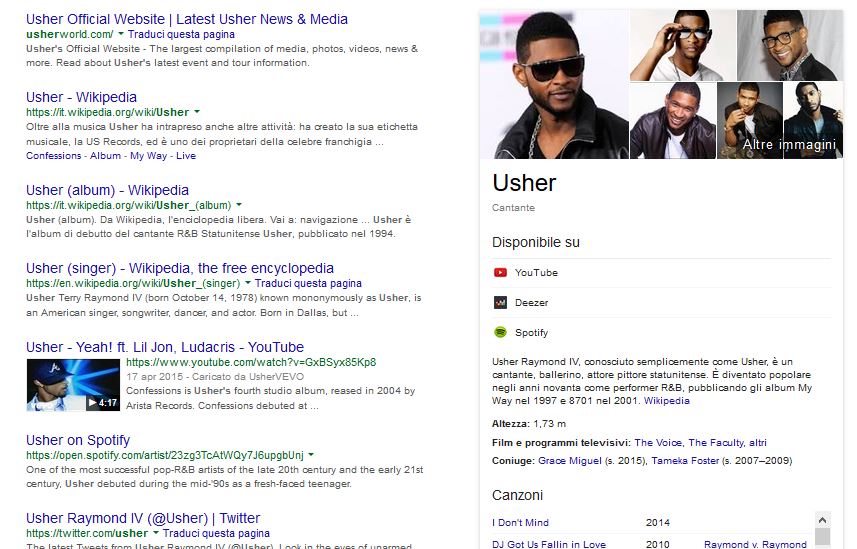 Usher Official Website | Latest Usher News & Media
usherworld.com/ Traduci questa pagina
Usher's Official Website - The largest compilation of media, photos, videos, news &
more. Read about Usher's latest event and tour information.
Usher - Wikipedia
https://it.wikipedia.org/wiki/Usher
Oltre alla musica Usher ha intrapreso anche altre attività: ha creato la sua etichetta
musicale, la US Records, ed è uno dei proprietari della celebre franchigia ...
Confessions - Album - My Way - Live
Usher (album) - Wikipedia
https://it.wikipedia.org/wiki/Usher_(album)
Usher (album). Da Wikipedia, l'enciclopedia libera. Vai a: navigazione ... Usher è
l'album di debutto del cantante R&B Statunitense Usher, pubblicato nel 1994.
Usher (singer) - Wikipedia, the free encyclopedia
https://en.wikipedia.org/wiki/Usher_(singer) Traduci questa pagina
Usher Terry Raymond IV (born October 14, 1978) known mononymously as Usher, is
an American singer, songwriter, dancer, and actor. Born in Dallas, but ...
Usher - Yeah! ft. Lil Jon, Ludacris - YouTube
https://www.youtube.com/watch?v=GxBSyx85Kp8
17 apr 2015 - Caricato da UsherVEVO
Confessions is Usher's fourth studio album, reased in 2004 by
Arista Records. Confessions debuted at ...
4:17
Usher on Spotify
https://open.spotify.com/artist/23zg3TcAtWQy7J6upgbUnj
One of the most successful pop-R&B artists of the late 20th century and the early 21st
century, Usher debuted during the mid-'90s as a fresh-faced teenager.
Usher Raymond IV (@Usher) | Twitter
https://twitter.com/usher Traduci questa pagina
The latest Tweets from Usher Raymond IV (@Usher). Look in the eyes of unarmed
Altre immagini
Usher
Cantante
Disponibile su
YouTube
Deezer
Spotify
Usher Raymond IV, conosciuto semplicemente come Usher, è un
cantante, ballerino, attore pittore statunitense. È diventato popolare
negli anni novanta come performer R&B, pubblicando gli album My
Way nel 1997 e 8701 nel 2001. Wikipedia
Altezza: 1,73 m
Film e programmi televisivi: The Voice, The Faculty, altri
Coniuge: Grace Miguel (s. 2015), Tameka Foster (s. 2007–2009)
Canzoni
I Don't Mind 2014
DJ Got Us Fallin in Love 2010 Raymond v. Raymond